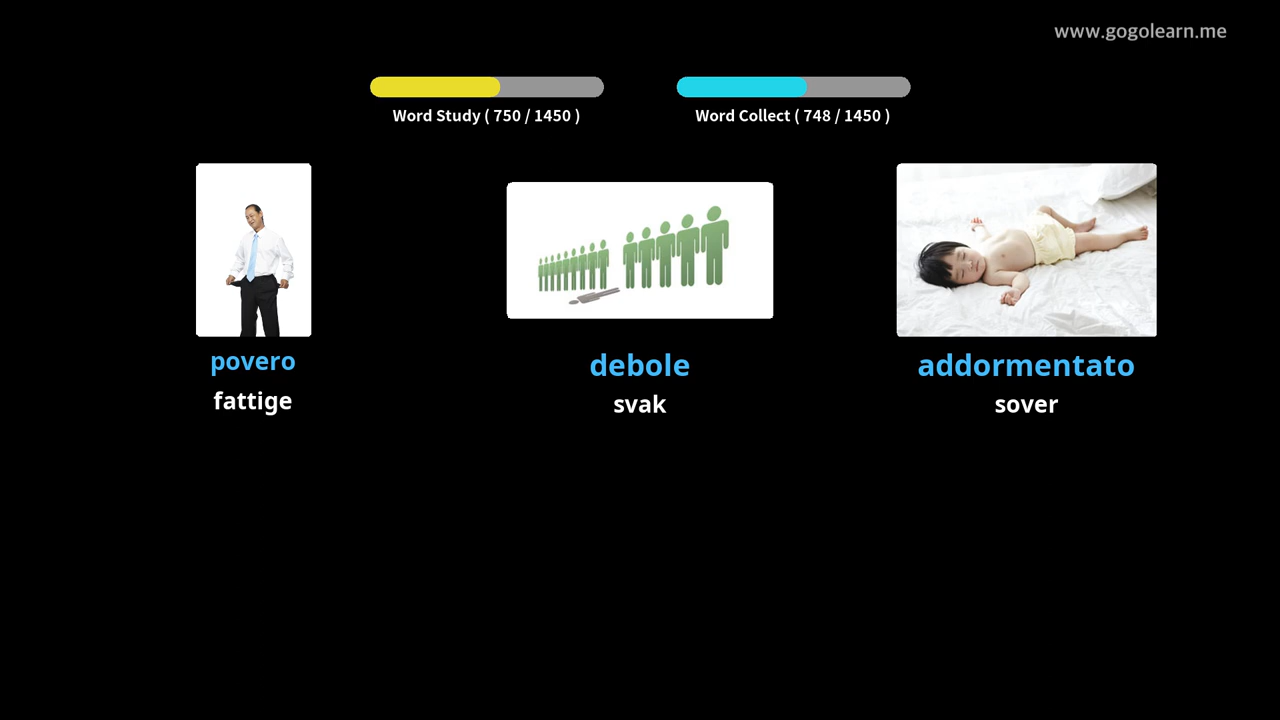 www.gogolearn.me
Word Study ( 750 / 1450 )
Word Collect ( 748 / 1450 )
povero
fattige
debole
svak
addormentato
sover